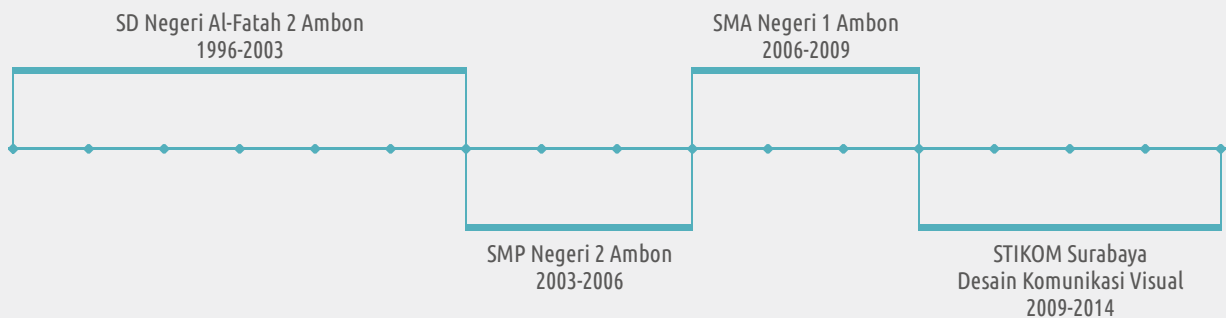 SD Negeri Al-Fatah 2 Ambon
1996-2003
SMP Negeri 2 Ambon
2003-2006
SMA Negeri 1 Ambon
2006-2009
STIKOM Surabaya
Desain Komunikasi Visual
2009-2014